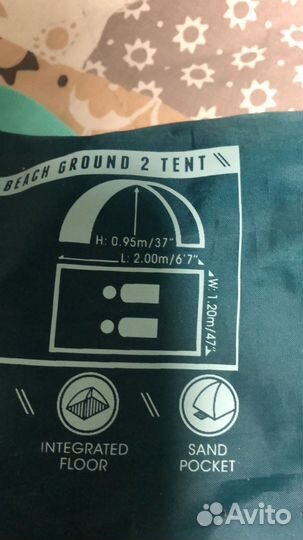 BEACH GROUND 2 TENT
H: 0.95m/37"
L: 2.00m/6'7"
W: 1.20m/47"
INTEGRATED
FLOOR
SAND
POCKET
Avito